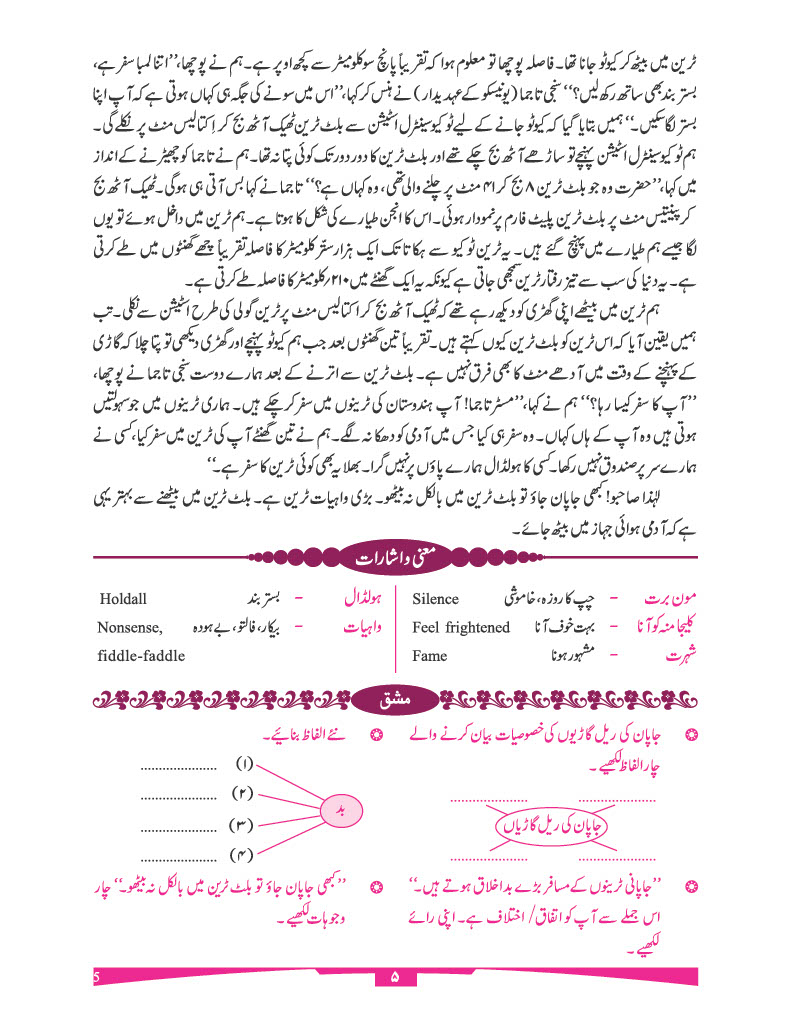 ٹرین میں بیٹھ کر کیوٹو جانا تھا۔ فاصلہ پوچھا تو معلوم ہوا کہ تقریباً پانچ سو کلومیٹر سے کچھ اوپر ہے۔ ہم نے پوچھا، ”اتنا لمبا سفر ہے،
بستر بند بھی ساتھ رکھ لیں؟“ سنجی تاجما (یونیسکو کے عہدیدار) نے ہنس کر کہا، ”اس میں سونے کی جگہ ہی کہاں ہوتی ہے کہ آپ اپنا
بستر لگا سکیں۔“ ہمیں بتایا گیا کہ کیوٹو جانے کے لیے ٹوکیو سینٹرل اسٹیشن سے بلٹ ٹرین ٹھیک آٹھ بج کر اکتالیس منٹ پر نکلے گی۔
ہم ٹوکیو سینٹرل اسٹیشن پہنچے تو ساڑھے آٹھ بج چکے تھے اور بلٹ ٹرین کا دور دور تک کوئی پتا نہ تھا۔ ہم نے تاجما کو چھیڑنے کے انداز
میں کہا، ”حضرت وہ جو بلٹ ٹرین ۸ بج کر ۴۱ منٹ پر چلنے والی تھی، وہ کہاں ہے؟“ تاجما نے کہا بس آتی ہی ہوگی۔ ٹھیک آٹھ بج
کر پینتیس منٹ پر بلٹ ٹرین پلیٹ فارم پر نمودار ہوئی۔ اس کا انجن طیارے کی شکل کا ہوتا ہے۔ ہم ٹرین میں داخل ہوئے تو یوں
لگا جیسے ہم طیارے میں پہنچ گئے ہیں۔ یہ ٹرین ٹوکیو سے ہکاتا تک ایک ہزار ستّر کلومیٹر کا فاصلہ تقریباً چھے گھنٹوں میں طے کرتی
ہے۔ یہ دنیا کی سب سے تیز رفتار ٹرین سمجھی جاتی ہے کیونکہ یہ ایک گھنٹے میں ۲۱۰؍کلومیٹر کا فاصلہ طے کرتی ہے۔
ہم ٹرین میں بیٹھے اپنی گھڑی کو دیکھ رہے تھے کہ ٹھیک آٹھ بج کر اکتالیس منٹ پر ٹرین گولی کی طرح اسٹیشن سے نکلی۔ تب
ہمیں یقین آیا کہ اس ٹرین کو بلٹ ٹرین کیوں کہتے ہیں۔ تقریباً تین گھنٹوں بعد جب ہم کیوٹو پہنچے اور گھڑی دیکھی تو پتا چلا کہ گاڑی
کے پہنچنے کے وقت میں آدھے منٹ کا بھی فرق نہیں ہے۔ بلٹ ٹرین سے اترنے کے بعد ہمارے دوست سنجی تاجما نے پوچھا،
”آپ کا سفر کیسا رہا؟“ ہم نے کہا، ”مسٹر تاجما! آپ ہندوستان کی ٹرینوں میں سفر کر چکے ہیں۔ ہماری ٹرینوں میں جو سہولتیں
ہوتی ہیں وہ آپ کے ہاں کہاں۔ وہ سفر ہی کیا جس میں آدمی کو دھکا نہ لگے۔ ہم نے تین گھنٹے آپ کی ٹرین میں سفر کیا، کسی نے
ہمارے سر پر صندوق نہیں رکھا۔ کسی کا ہولڈال ہمارے پاؤں پر نہیں گرا۔ بھلا یہ بھی کوئی ٹرین کا سفر ہے۔“
لہٰذا صاحبو! کبھی جاپان جاؤ تو بلٹ ٹرین میں بالکل نہ بیٹھو۔ بڑی واہیات ٹرین ہے۔ بلٹ ٹرین میں بیٹھنے سے بہتر یہی
ہے کہ آدمی ہوائی جہاز میں بیٹھ جائے۔
معنی و اشارات
مون برت – چپ کا روزہ، خاموشی Silence
کلیجا منہ کو آنا – بہت خوف آنا Feel frightened
شہرت – مشہور ہونا Fame
ہولڈال – بستر بند Holdall
واہیات – بیکار، فالتو، بے ہودہ Nonsense,
fiddle-faddle
مشق
جاپان کی ریل گاڑیوں کی خصوصیات بیان کرنے والے
چار الفاظ لکھیے۔
..................... .....................
جاپان کی ریل گاڑیاں
..................... .....................
”جاپانی ٹرینوں کے مسافر بڑے بداخلاق ہوتے ہیں۔“
اس جملے سے آپ کو اتفاق/ اختلاف ہے۔ اپنی رائے
لکھیے۔
نئے الفاظ بنائیے۔
بد
(۱) .....................
(۲) .....................
(۳) .....................
(۴) .....................
”کبھی جاپان جاؤ تو بلٹ ٹرین میں بالکل نہ بیٹھو۔“ چار
وجوہات لکھیے۔
۵
5